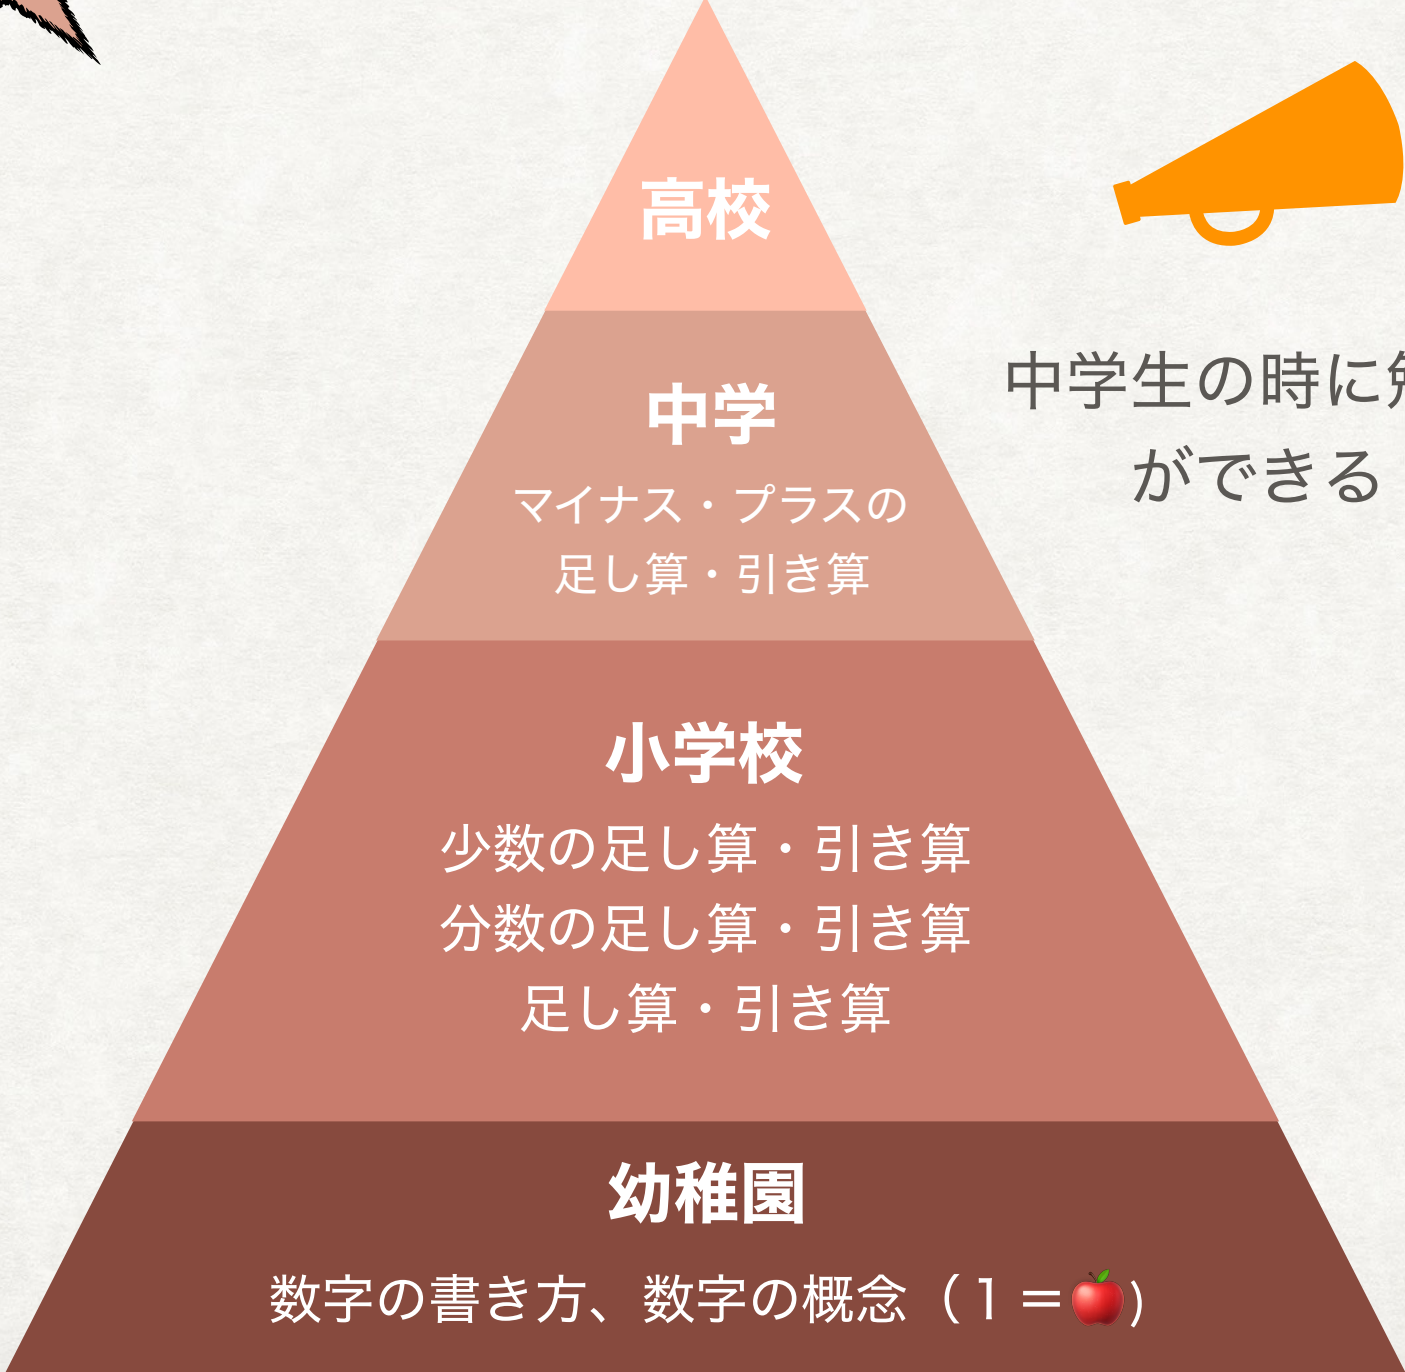 高校
中学
マイナス・プラスの
足し算・引き算
中学生の時に
ができる
小学校
少数の足し算・引き算
分数の足し算・引き算
足し算・引き算
幼稚園
数字の書き方、数字の概念（１＝🍎)